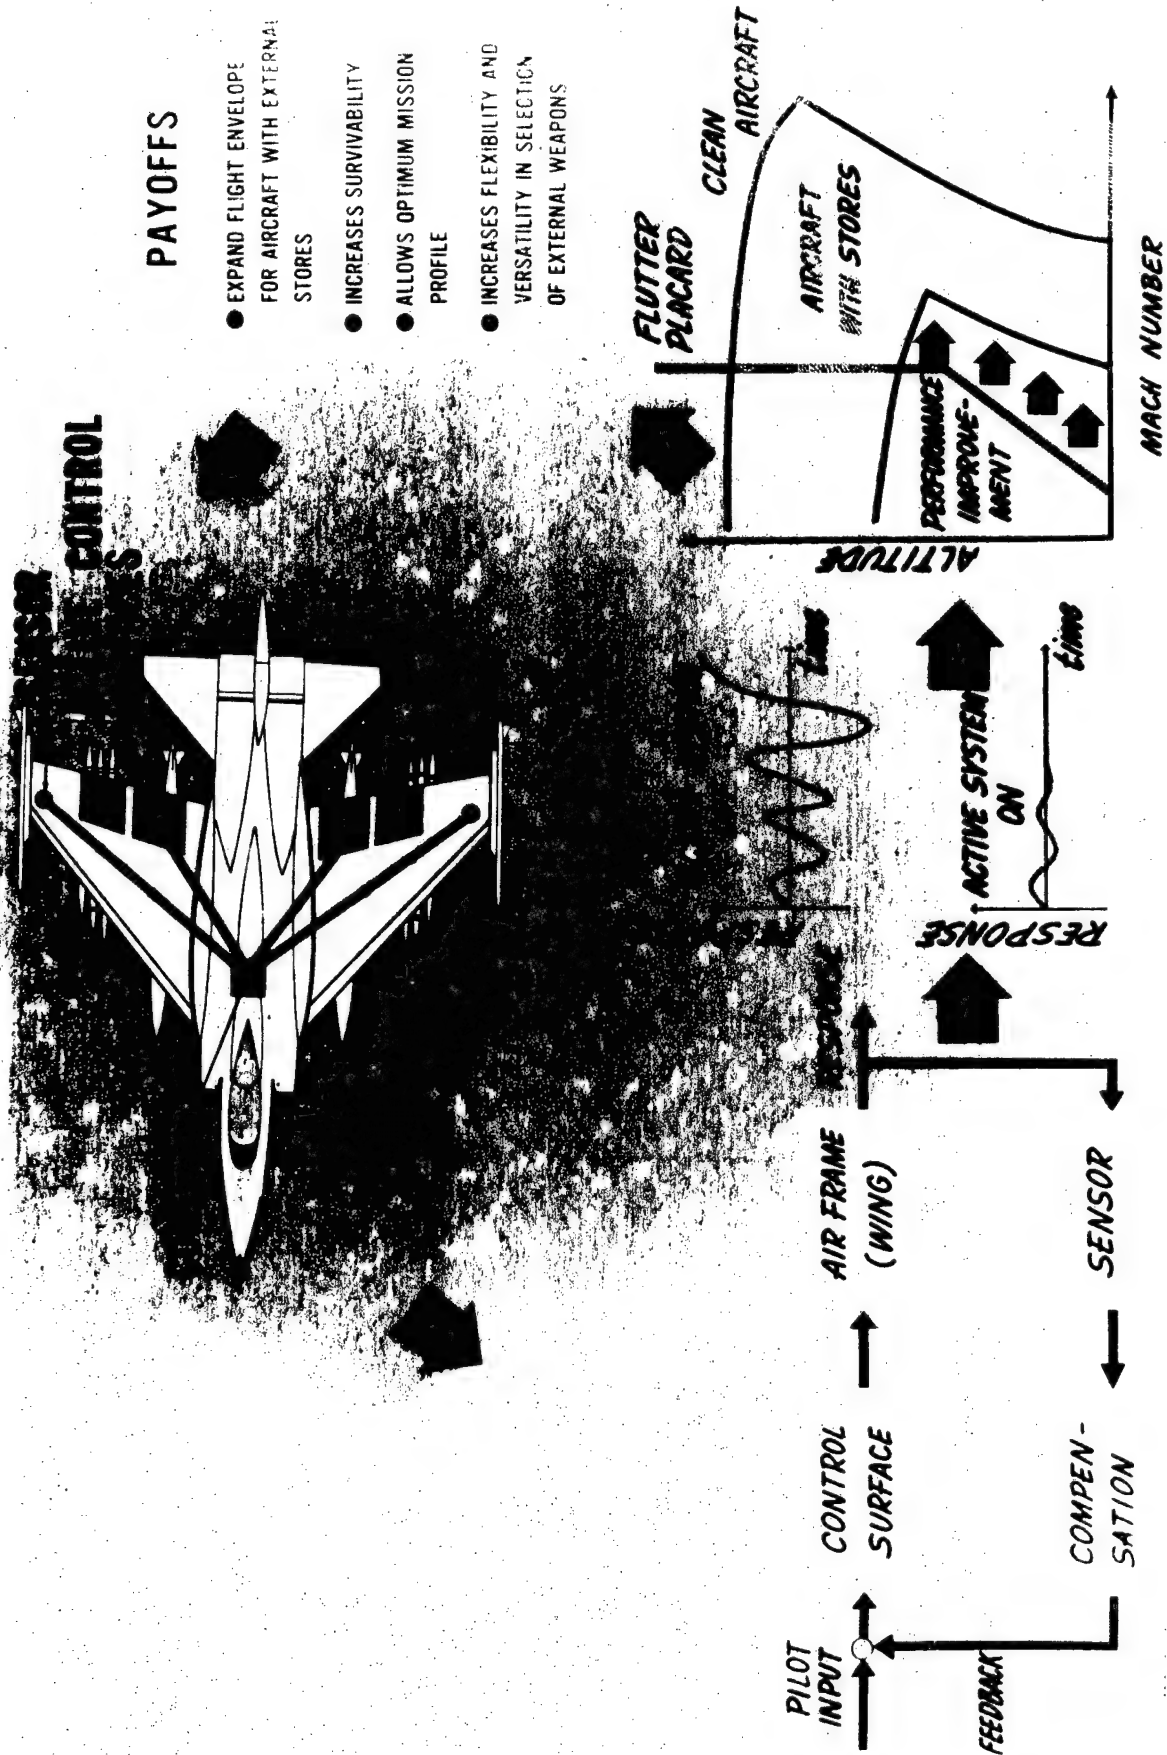 SENSOR
CONTROL
PAYOFFS
● EXPAND FLIGHT ENVELOPE
FOR AIRCRAFT WITH EXTERNAL
STORES
● INCREASES SURVIVABILITY
● ALLOWS OPTIMUM MISSION
PROFILE
● INCREASES FLEXIBILITY AND
VERSATILITY IN SELECTION
OF EXTERNAL WEAPONS
PILOT
INPUT
CONTROL
SURFACE
AIR FRAME
(WING)
RESPONSE
FEEDBACK
COMPEN-
SATION
SENSOR
time
RESPONSE
ACTIVE SYSTEM
ON
time
FLUTTER
PLACARD
CLEAN
AIRCRAFT
AIRCRAFT
WITH STORES
PERFORMANCE
IMPROVE-
MENT
ALTITUDE
MACH NUMBER